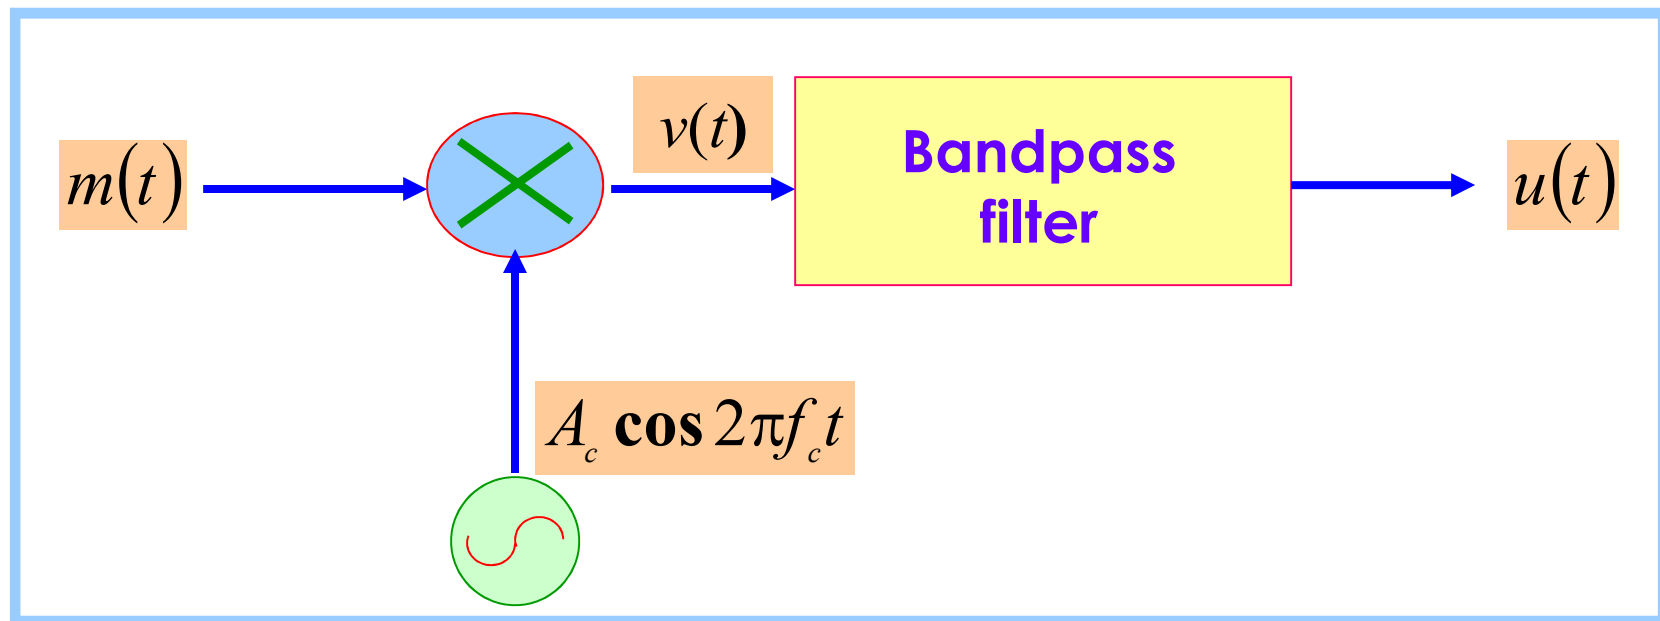 m(t)
v(t)
Bandpass
filter
u(t)
A_c cos 2πf_c t